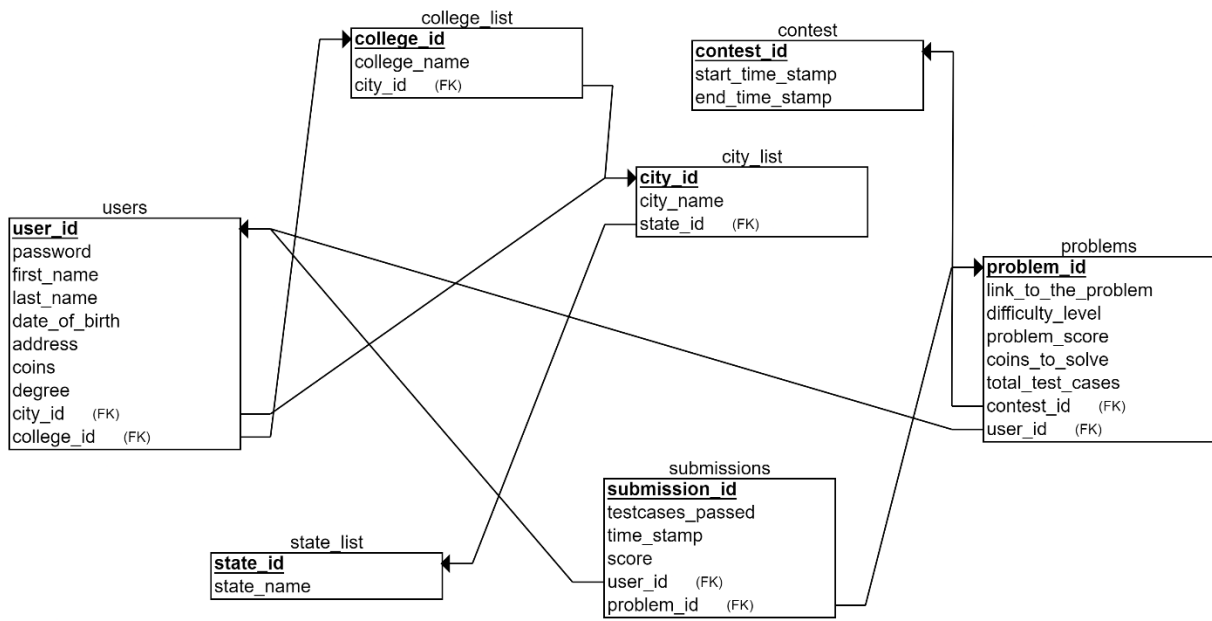 college_list
college_id
college_name
city_id (FK)
contest
contest_id
start_time_stamp
end_time_stamp
city_list
city_id
city_name
state_id (FK)
users
user_id
password
first_name
last_name
date_of_birth
address
coins
degree
city_id (FK)
college_id (FK)
problems
problem_id
link_to_the_problem
difficulty_level
problem_score
coins_to_solve
total_test_cases
contest_id (FK)
user_id (FK)
submissions
submission_id
testcases_passed
time_stamp
score
user_id (FK)
problem_id (FK)
state_list
state_id
state_name